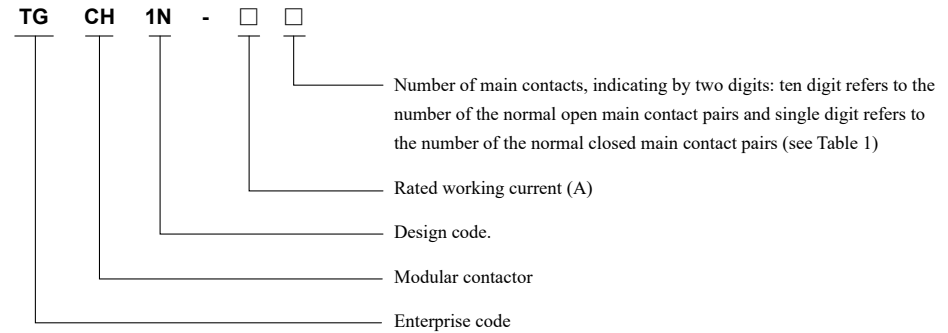 TG CH 1N - □ □
Number of main contacts, indicating by two digits: ten digit refers to the
number of the normal open main contact pairs and single digit refers to
the number of the normal closed main contact pairs (see Table 1)
Rated working current (A)
Design code.
Modular contactor
Enterprise code